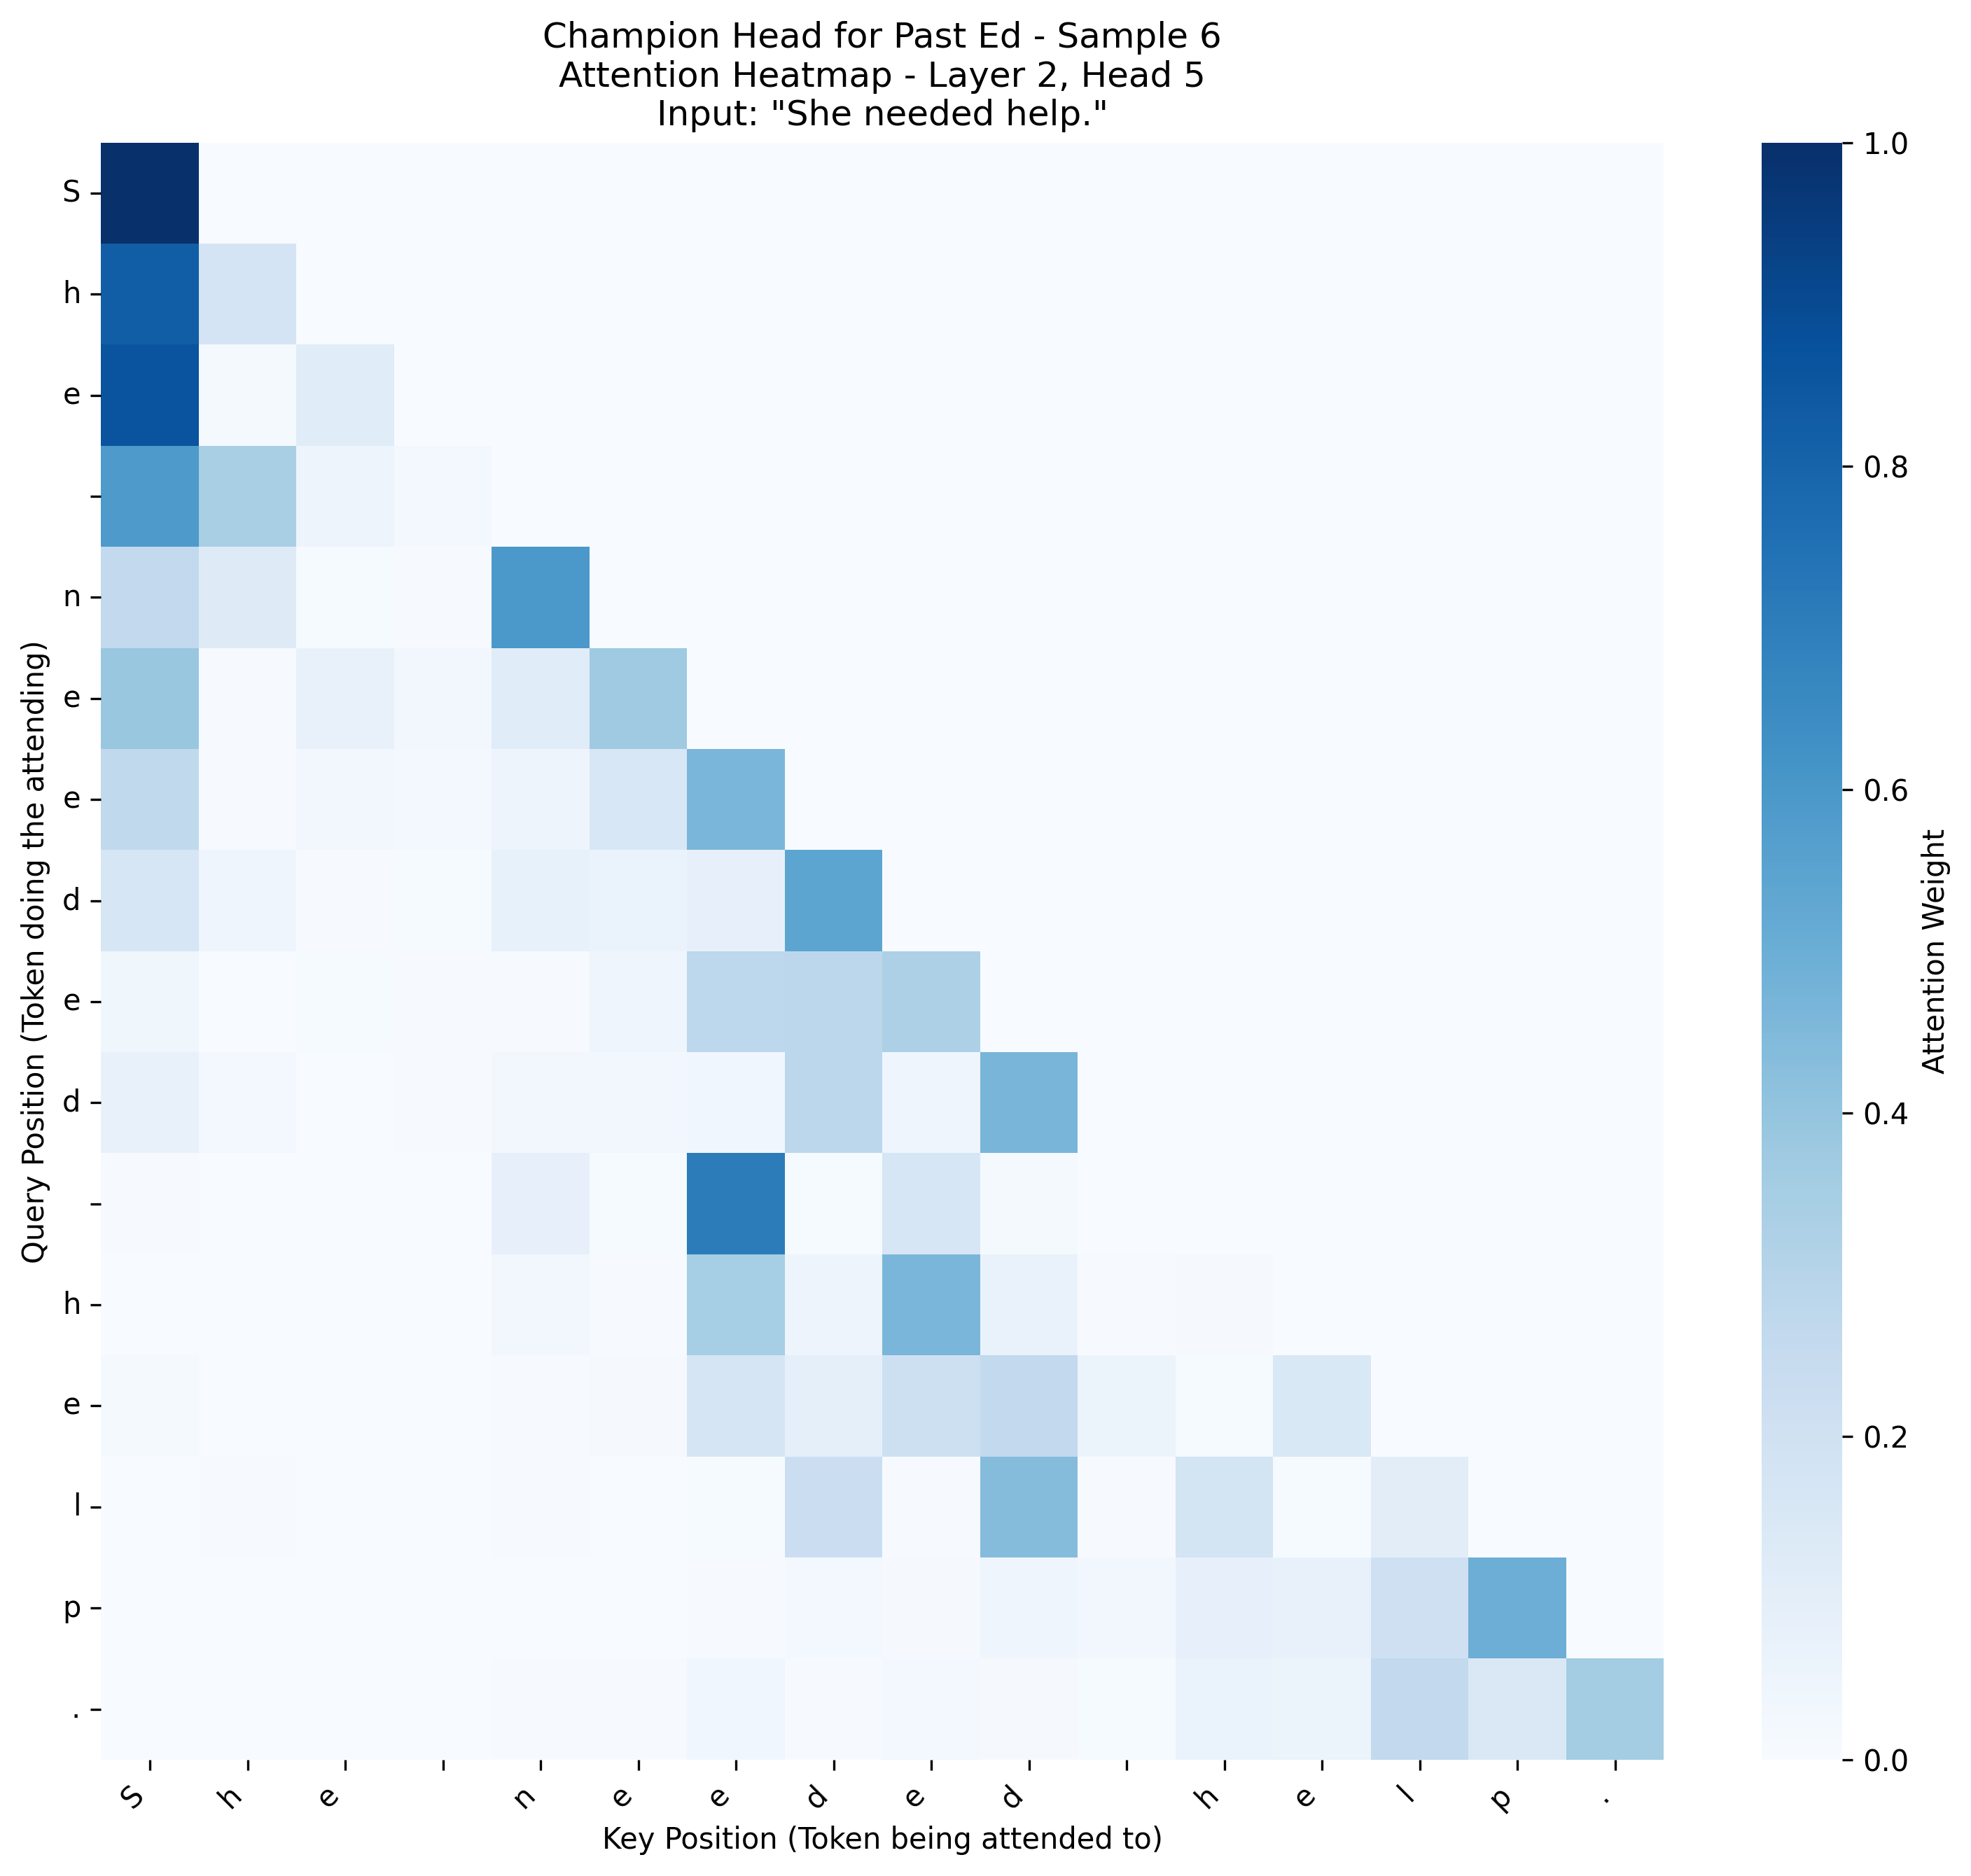 Champion Head for Past Ed - Sample 6
Attention Heatmap - Layer 2, Head 5
Input: "She needed help."
Query Position (Token doing the attending)
S
h
e
n
e
e
d
e
d
h
e
l
p
.
S h e n e e d e d h e l p .
Key Position (Token being attended to)
1.0
0.8
0.6
0.4
0.2
0.0
Attention Weight